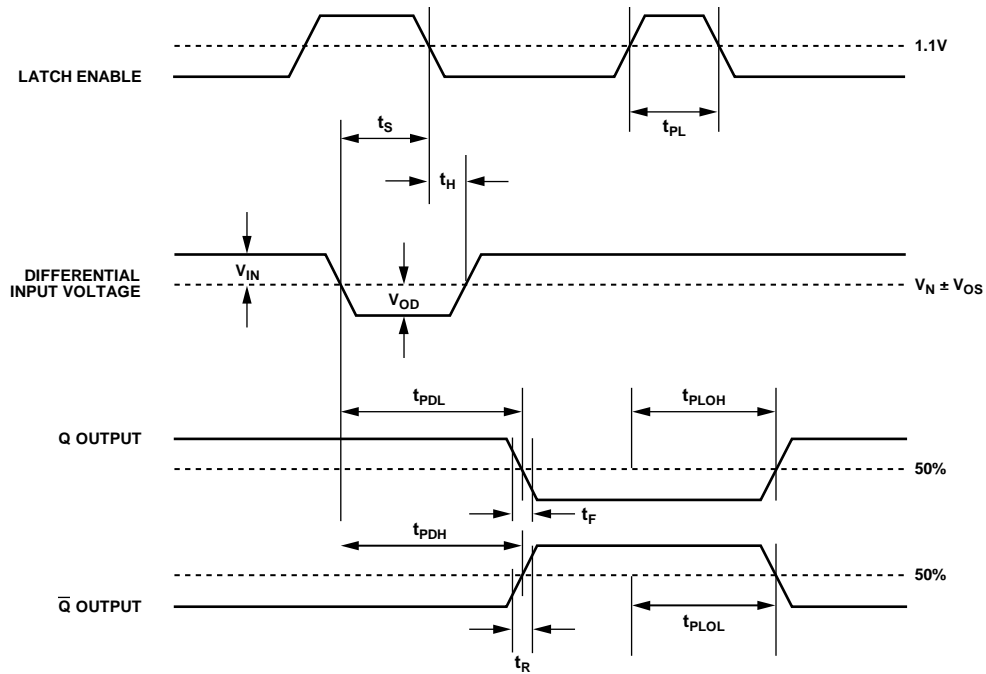 1.1V
LATCH ENABLE
tS
tPL
tH
VIN
DIFFERENTIAL
INPUT VOLTAGE
VOD
VN ± VOS
tPDL
tPLOH
Q OUTPUT
50%
tF
tPDH
50%
Q̅ OUTPUT
tPLOL
tR